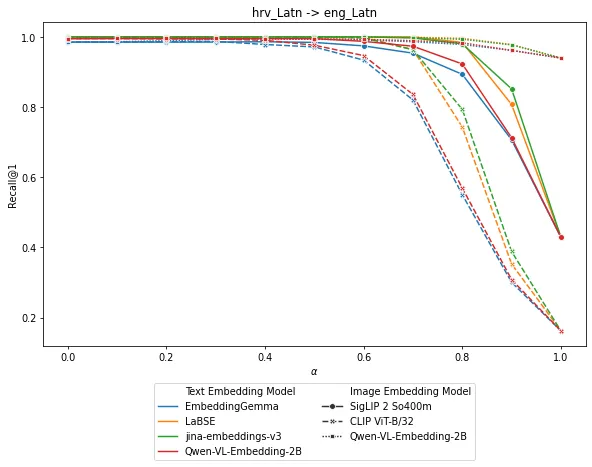 hrv_Latn -> eng_Latn
1.0
0.8
0.6
0.4
0.2
Recall@1
0.0 0.2 0.4 0.6 0.8 1.0
α
Text Embedding Model Image Embedding Model
EmbeddingGemma SigLIP 2 So400m
LaBSE CLIP ViT-B/32
jina-embeddings-v3 Qwen-VL-Embedding-2B
Qwen-VL-Embedding-2B